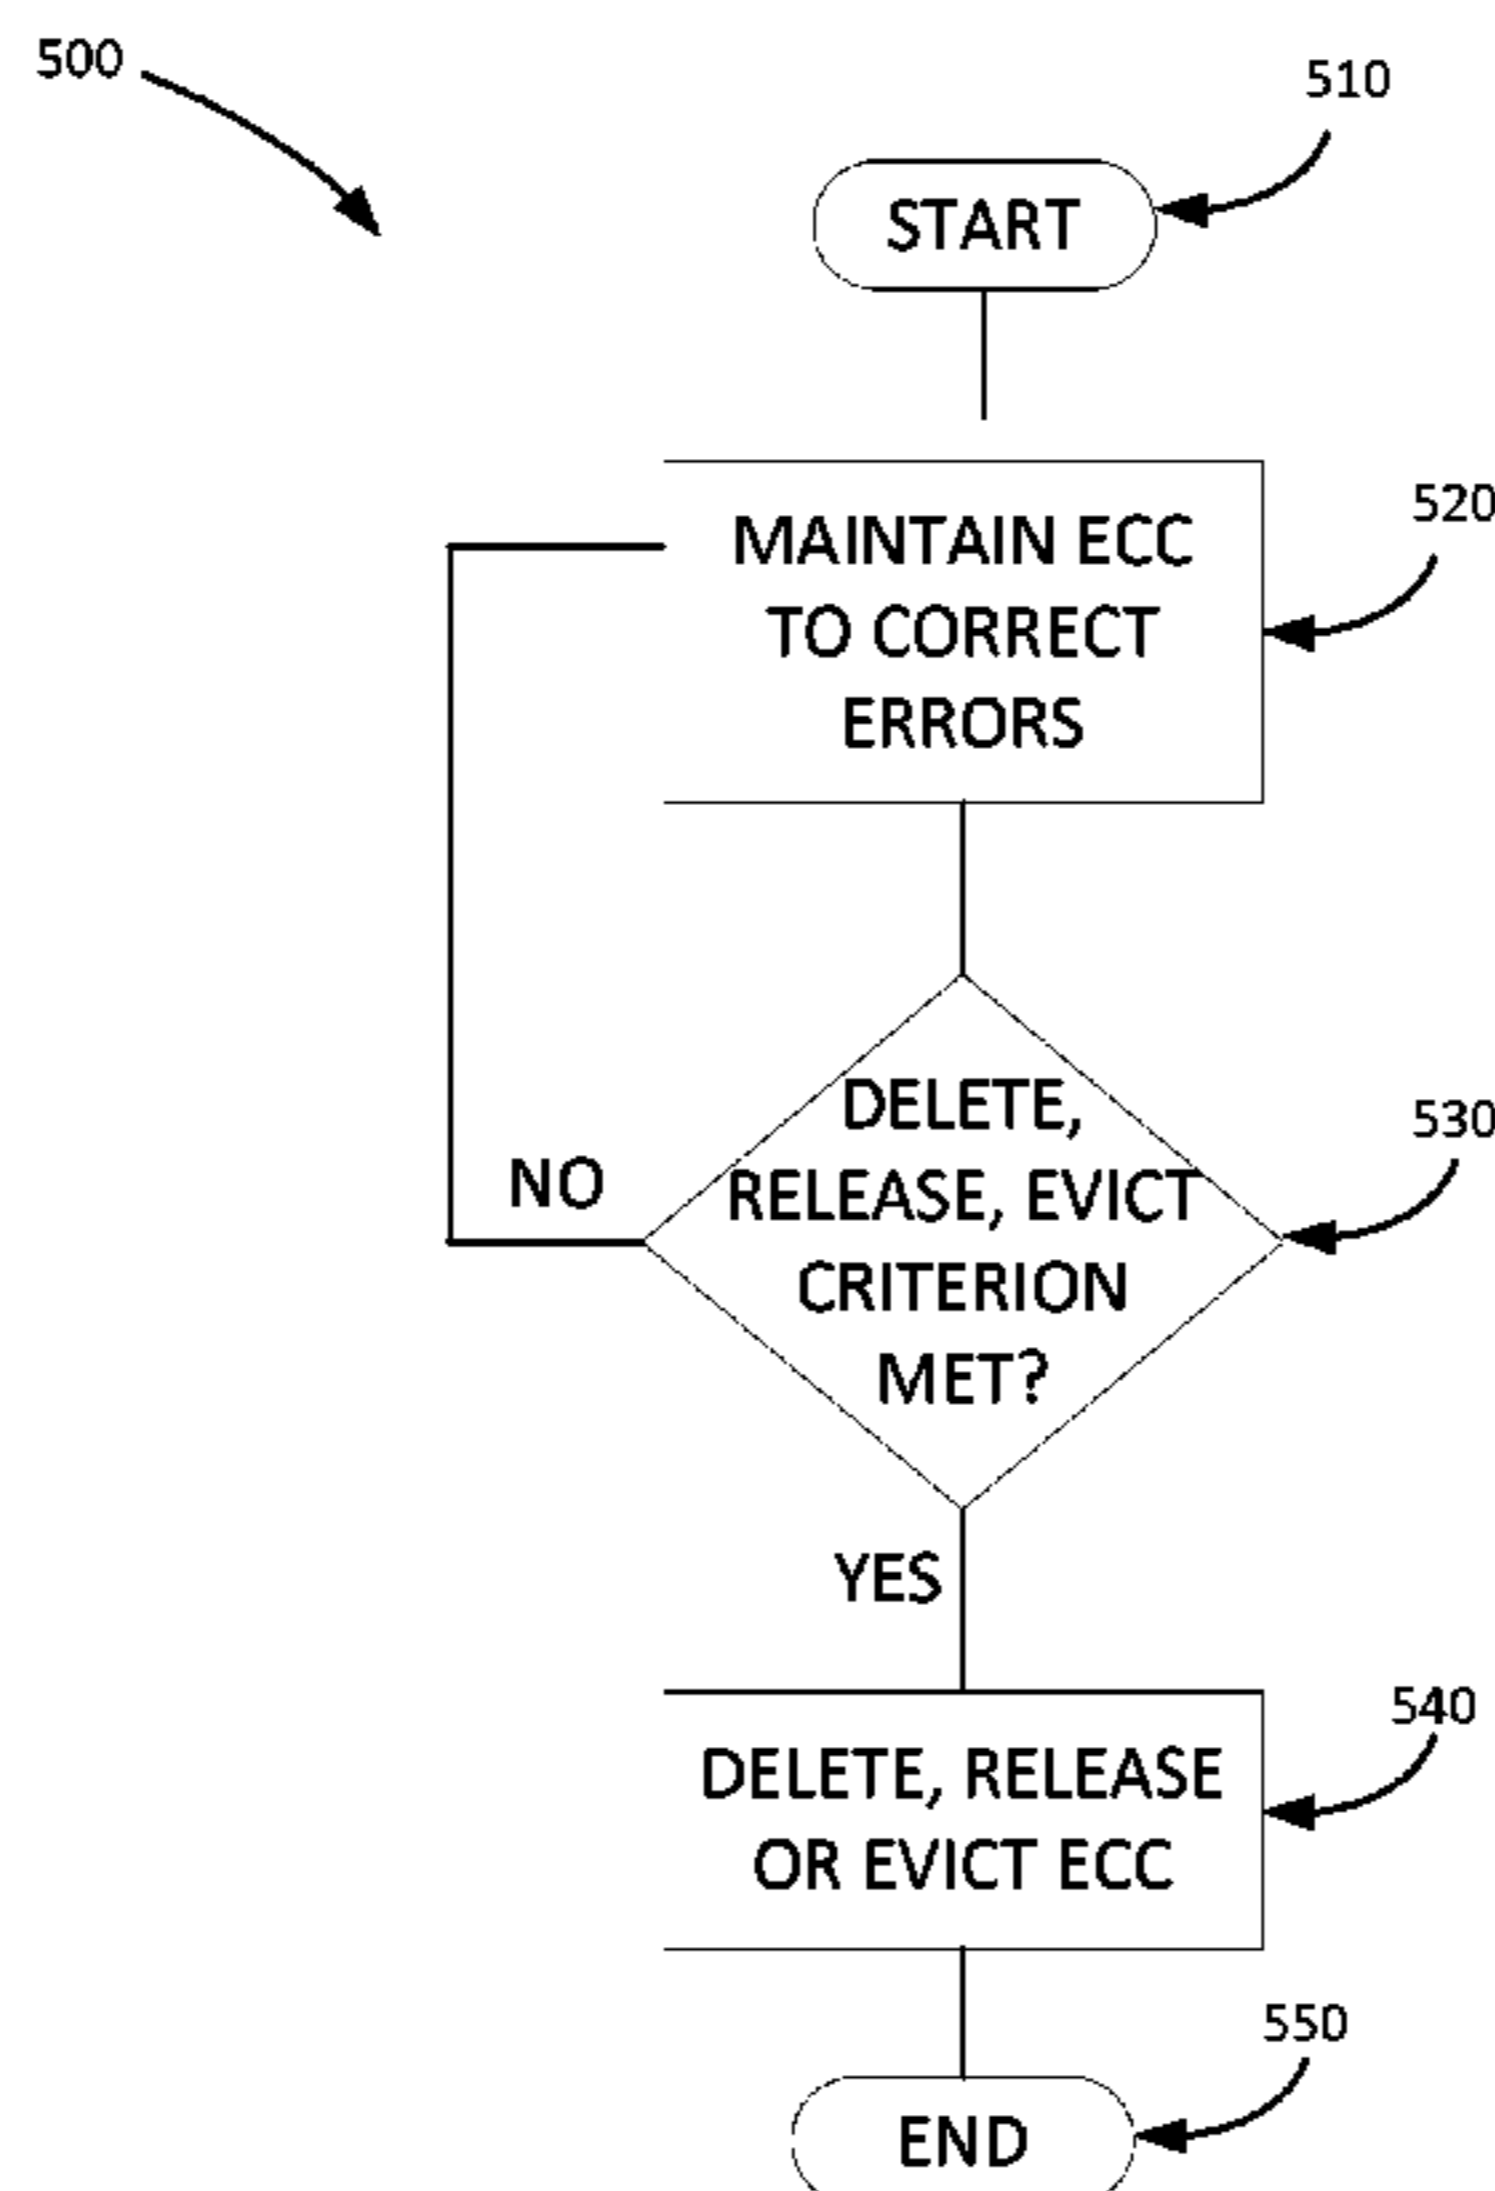 500
510
START
520
MAINTAIN ECC
TO CORRECT
ERRORS
530
DELETE,
RELEASE, EVICT
CRITERION
MET?
NO
YES
540
DELETE, RELEASE
OR EVICT ECC
550
END